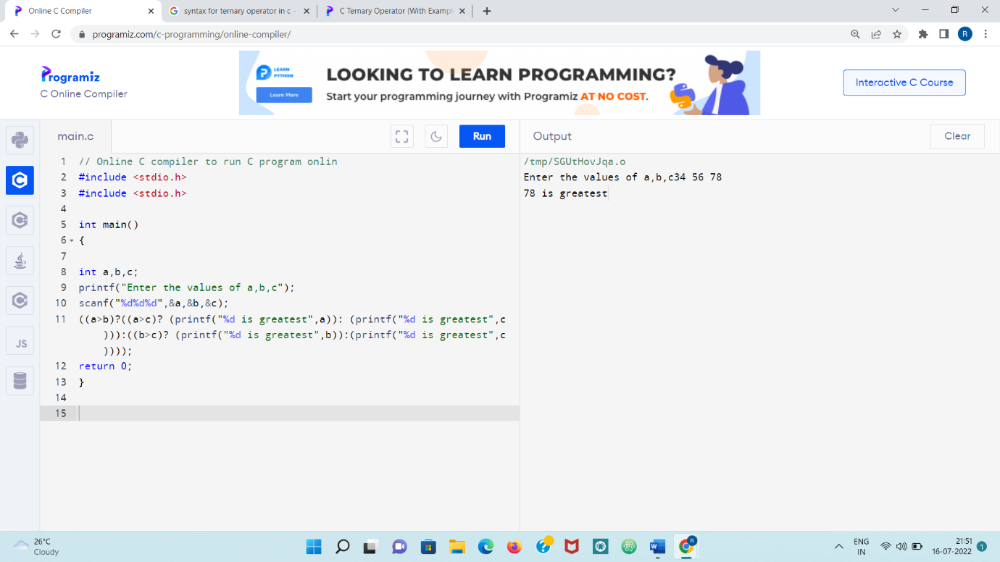 Online C Compiler
syntax for ternary operator in c -
C Ternary Operator (With Exampl
programiz.com/c-programming/online-compiler/
R
Programiz
C Online Compiler
LEARN
PYTHON
Learn More
LOOKING TO LEARN PROGRAMMING?
Start your programming journey with Programiz AT NO COST.
Interactive C Course
main.c
Run
Output
Clear
1 // Online C compiler to run C program onlin
2 #include <stdio.h>
3 #include <stdio.h>
4
5 int main()
6 {
7
8 int a,b,c;
9 printf("Enter the values of a,b,c");
10 scanf("%d%d%d",&a,&b,&c);
11 ((a>b)?((a>c)? (printf("%d is greatest",a)): (printf("%d is greatest",c
))):((b>c)? (printf("%d is greatest",b)):(printf("%d is greatest",c
))));
12 return 0;
13 }
14
15
/tmp/SGUtHovJqa.o
Enter the values of a,b,c34 56 78
78 is greatest
JS
26°C
Cloudy
R
ENG
IN
21:51
16-07-2022
1